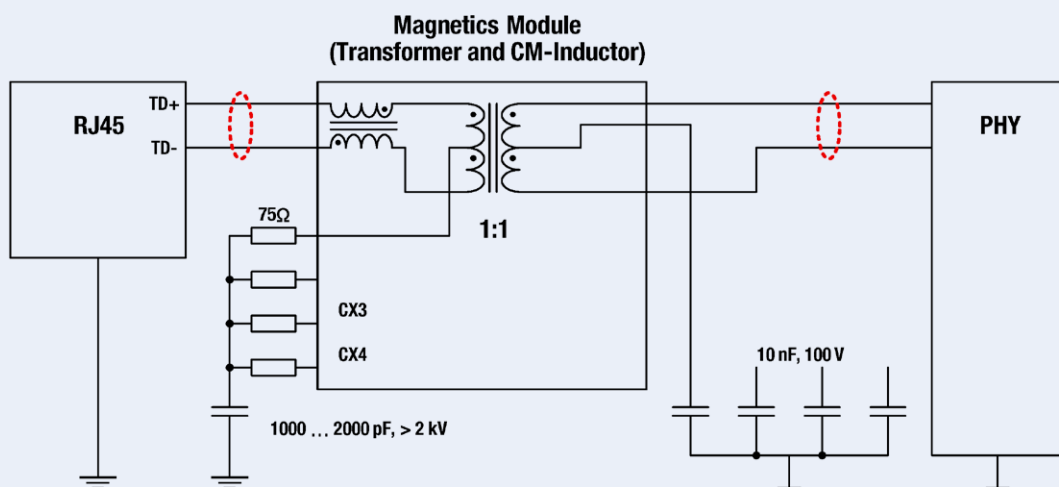 Magnetics Module
(Transformer and CM-Inductor)
RJ45
TD+
TD-
PHY
75Ω
1:1
CX3
CX4
10 nF, 100 V
1000 ... 2000 pF, > 2 kV